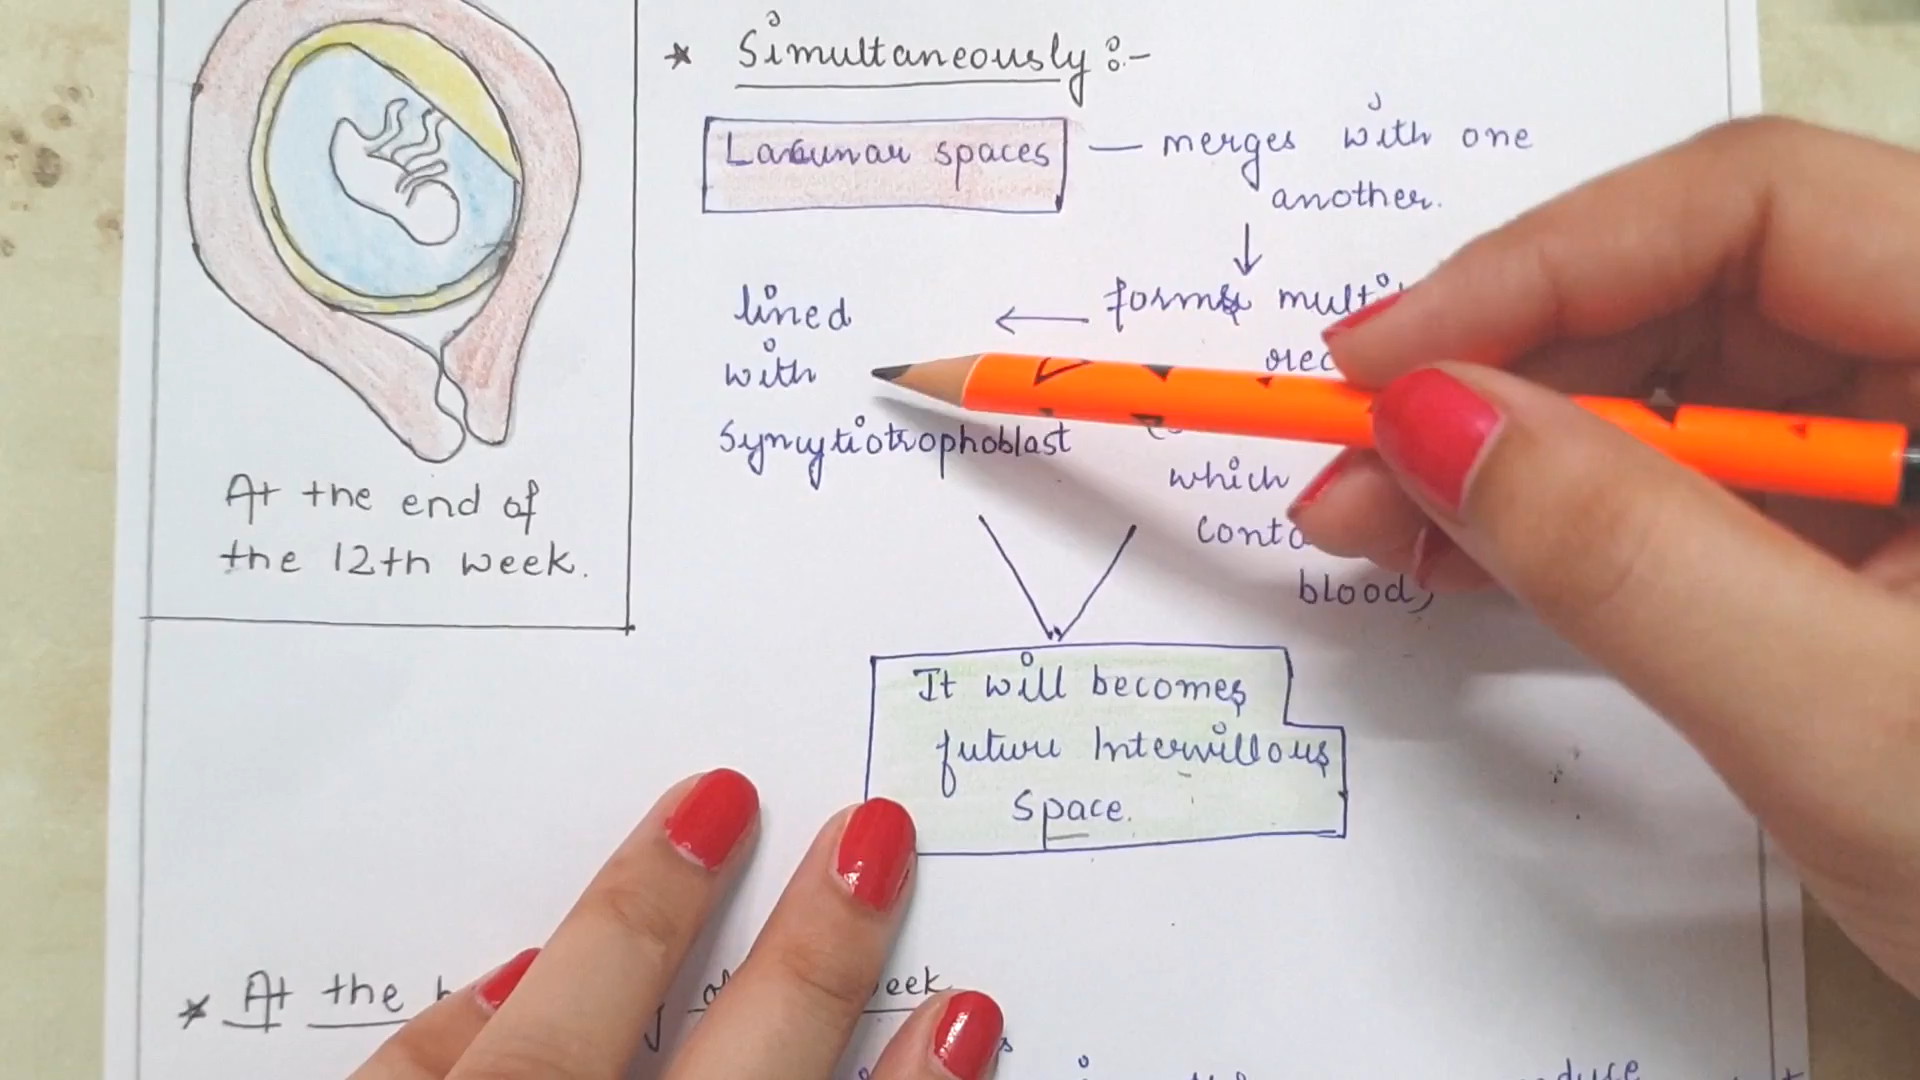 At the end of
the 12th week.
* Simultaneously :-
Lacunar spaces — merges with one
another.
↓
forms
lined ←
with
Syncytiotrophoblast
which
blood,
It will becomes
future Intervillous
space.
* At the